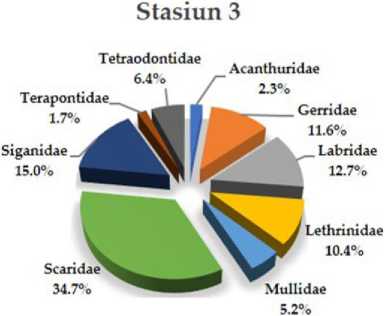 Stasiun 3
Tetraodontidae
6.4%
Acanthuridae
2.3%
Terapontidae
1.7%
Gerridae
11.6%
Siganidae
15.0%
Labridae
12.7%
Lethrinidae
10.4%
Scaridae
34.7%
Mullidae
5.2%